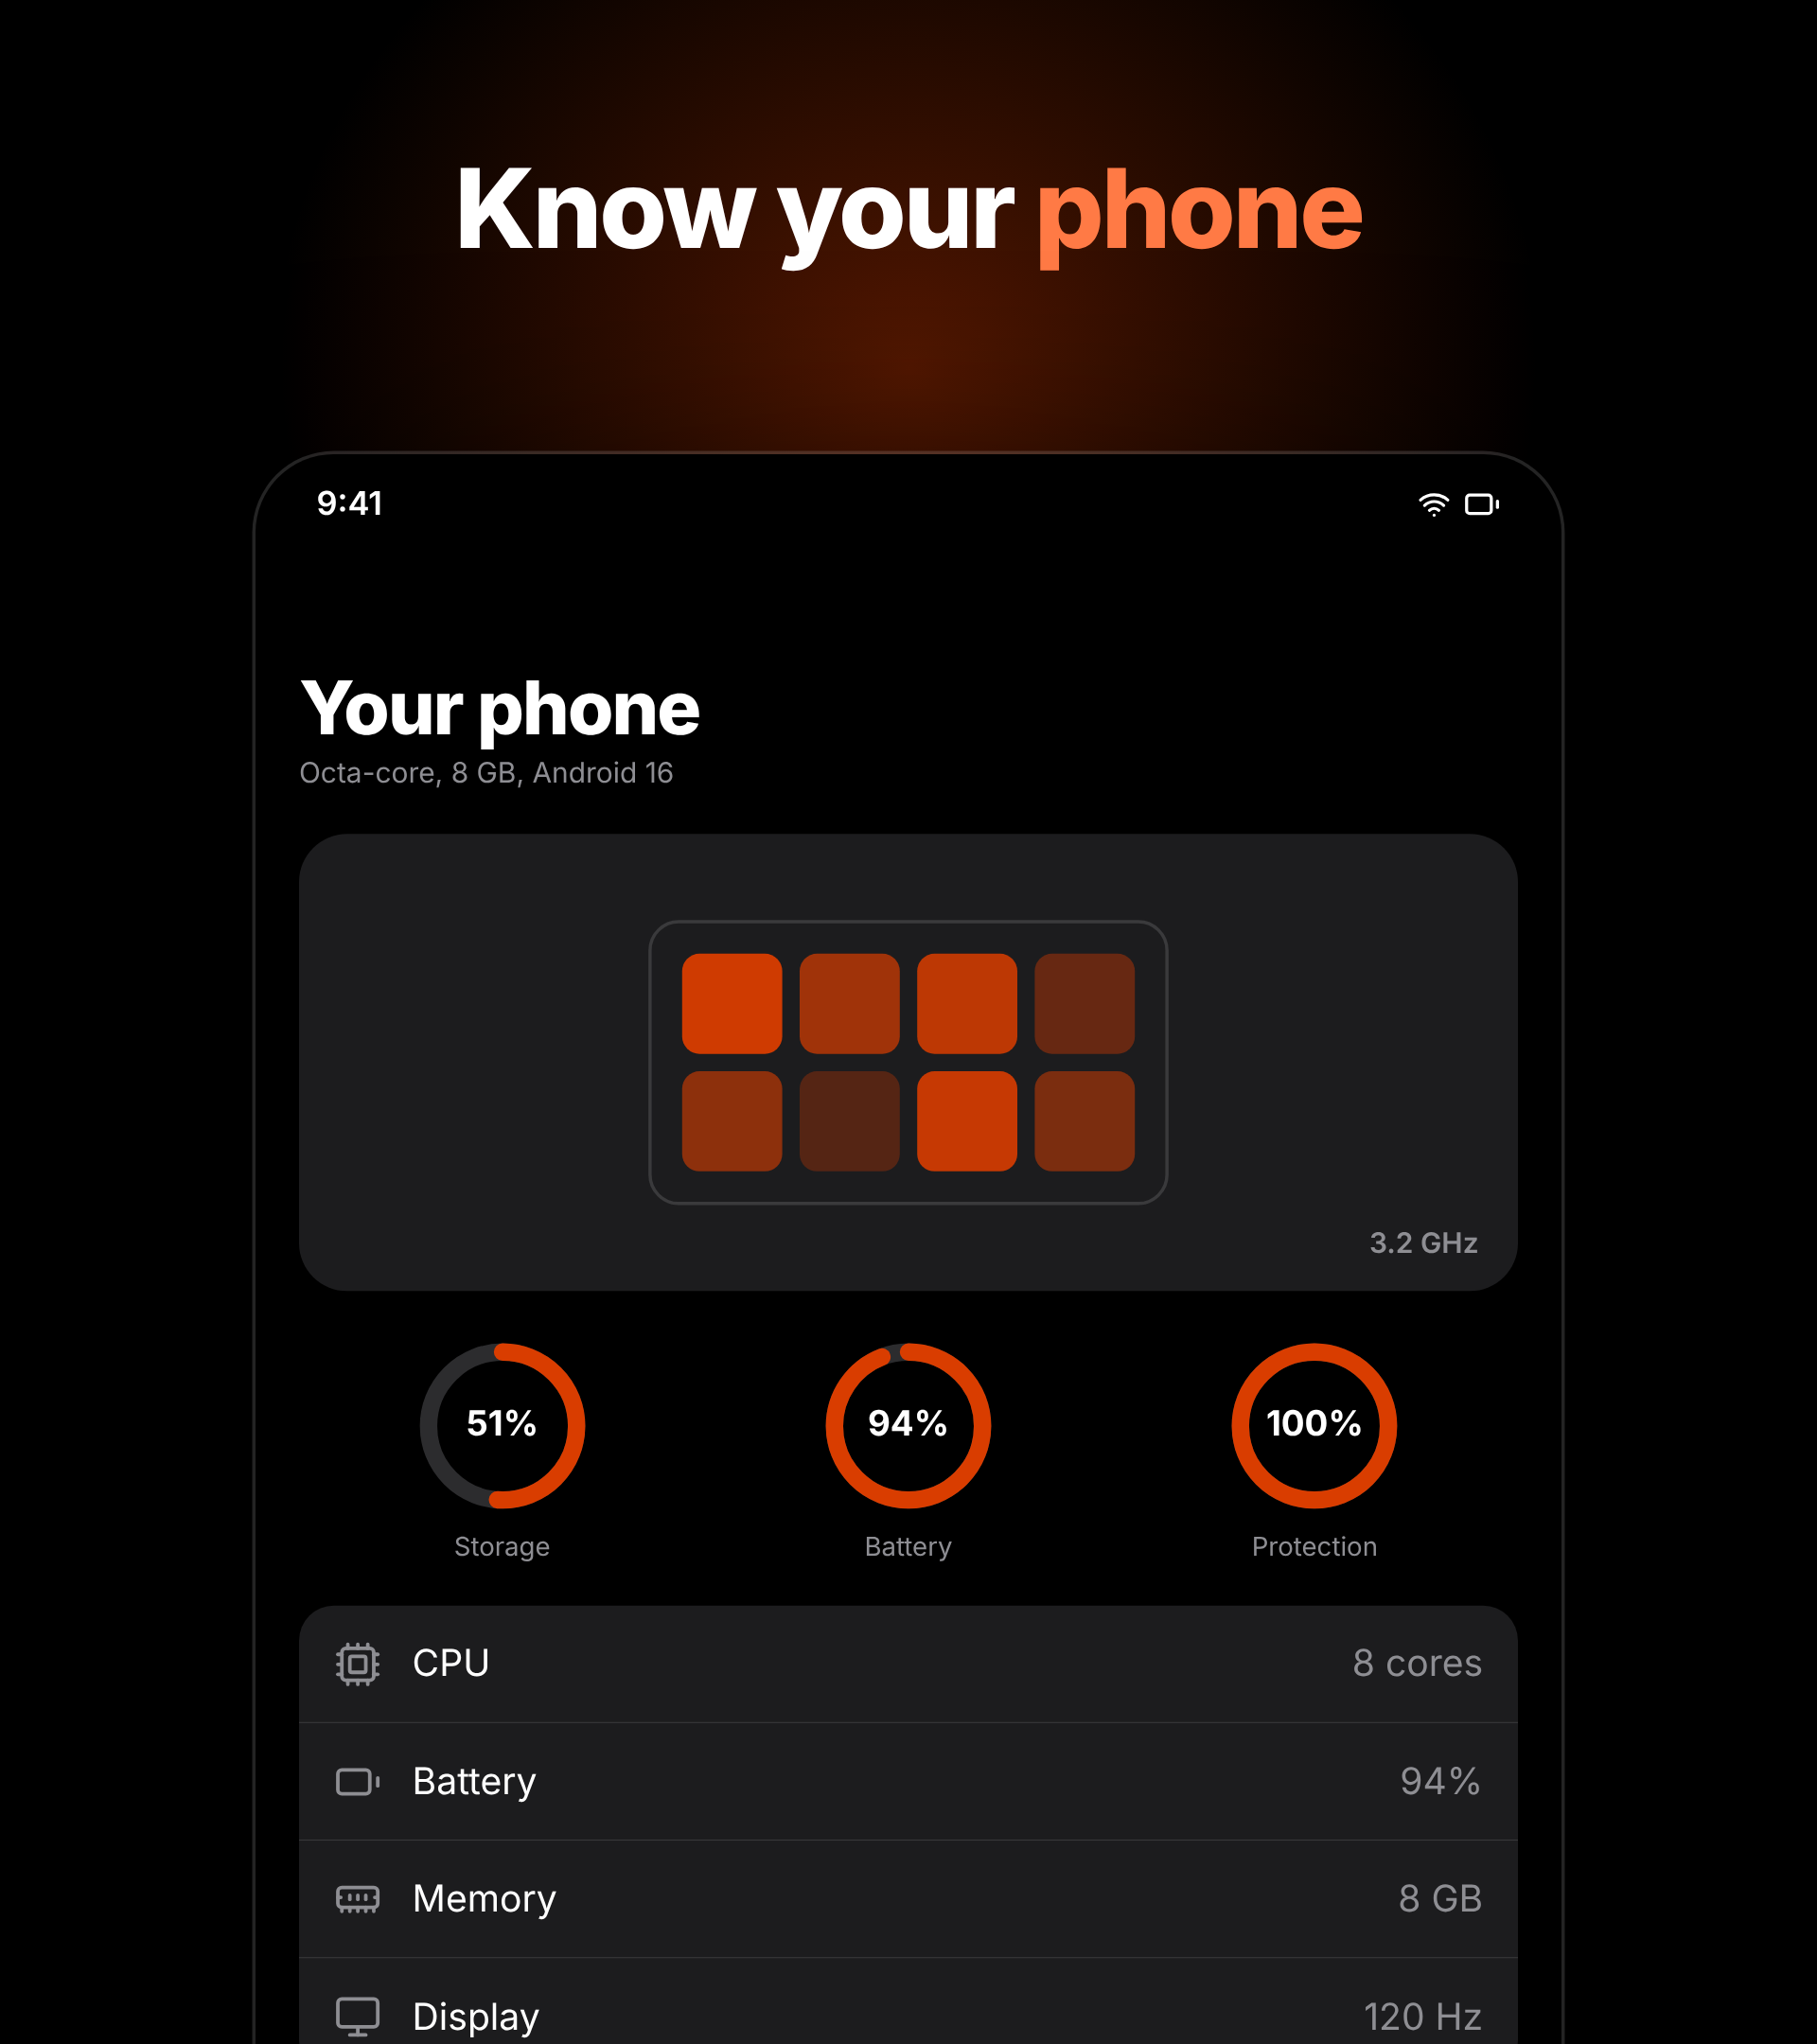 Know your phone
9:41
Your phone
Octa-core, 8 GB, Android 16
3.2 GHz
51% 94% 100%
Storage Battery Protection
CPU 8 cores
Battery 94%
Memory 8 GB
Display 120 Hz